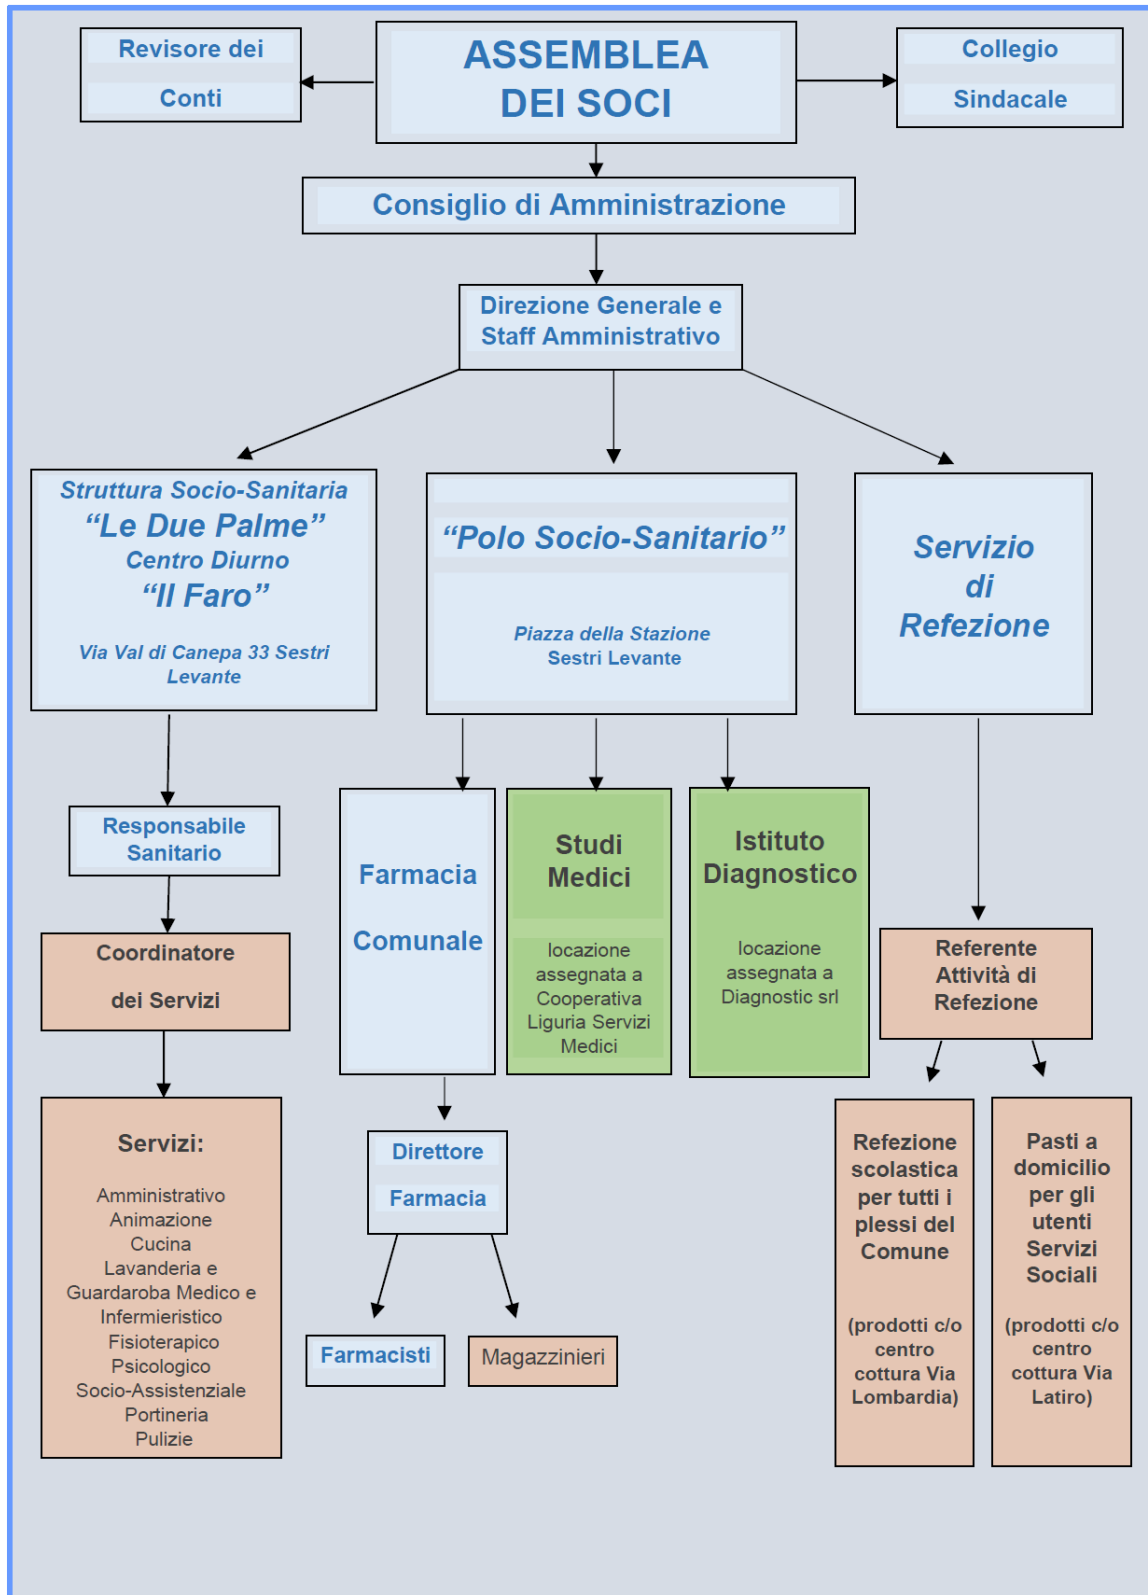 Revisore dei
Conti
ASSEMBLEA
DEI SOCI
Collegio
Sindacale
Consiglio di Amministrazione
Direzione Generale e
Staff Amministrativo
Struttura Socio-Sanitaria
“Le Due Palme”
Centro Diurno
“Il Faro”
Via Val di Canepa 33 Sestri
Levante
“Polo Socio-Sanitario”
Piazza della Stazione
Sestri Levante
Servizio
di
Refezione
Responsabile
Sanitario
Coordinatore
dei Servizi
Servizi:
Amministrativo
Animazione
Cucina
Lavanderia e
Guardaroba Medico e
Infermieristico
Fisioterapico
Psicologico
Socio-Assistenziale
Portineria
Pulizie
Farmacia
Comunale
Studi
Medici
locazione
assegnata a
Cooperativa
Liguria Servizi
Medici
Istituto
Diagnostico
locazione
assegnata a
Diagnostic srl
Direttore
Farmacia
Farmacisti
Magazzinieri
Referente
Attività di
Refezione
Refezione
scolastica
per tutti i
plessi del
Comune
(prodotti c/o
centro
cottura Via
Lombardia)
Pasti a
domicilio
per gli
utenti
Servizi
Sociali
(prodotti c/o
centro
cottura Via
Latiro)